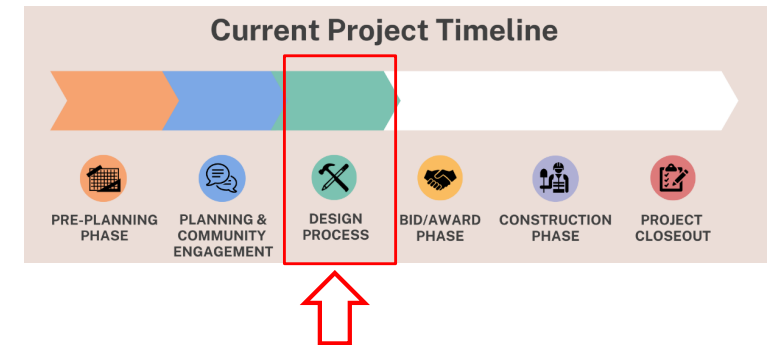 Current Project Timeline
PRE-PLANNING
PHASE
PLANNING &
COMMUNITY
ENGAGEMENT
DESIGN
PROCESS
BID/AWARD
PHASE
CONSTRUCTION
PHASE
PROJECT
CLOSEOUT